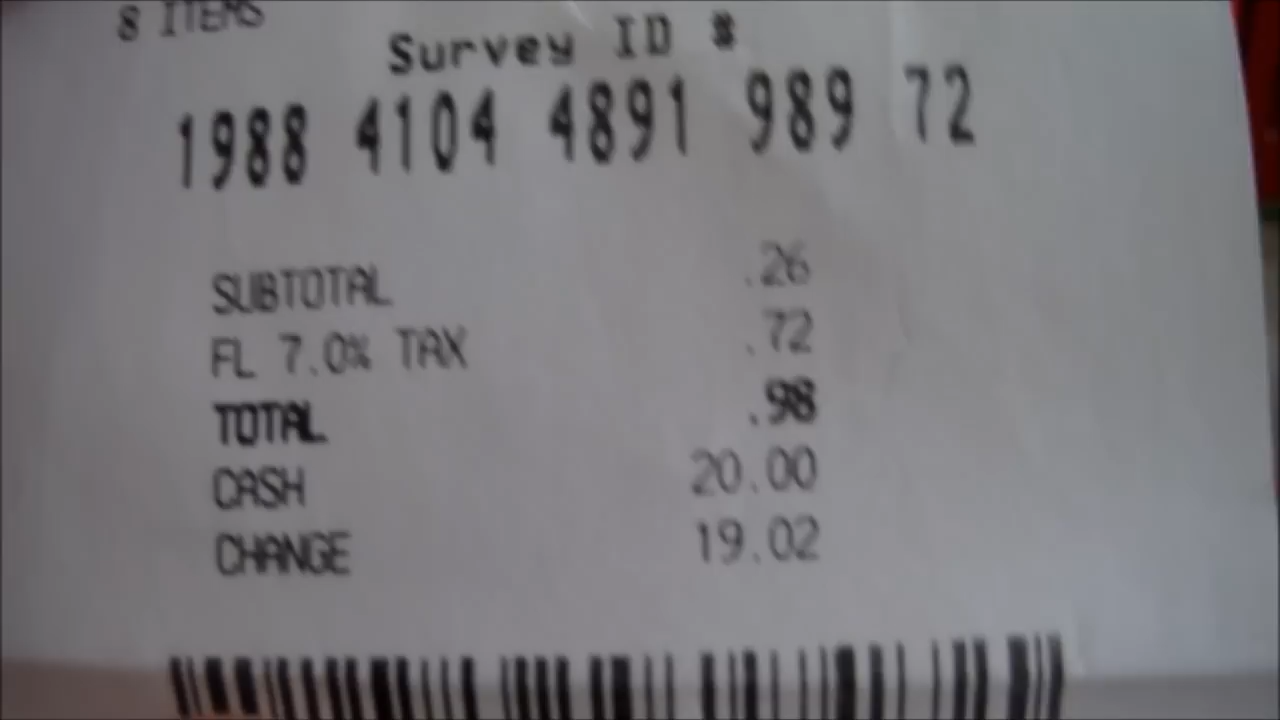 8 ITEMS
Survey ID #
1988 4104 4891 989 72
SUBTOTAL .26
FL 7.0% TAX .72
TOTAL .98
CASH 20.00
CHANGE 19.02